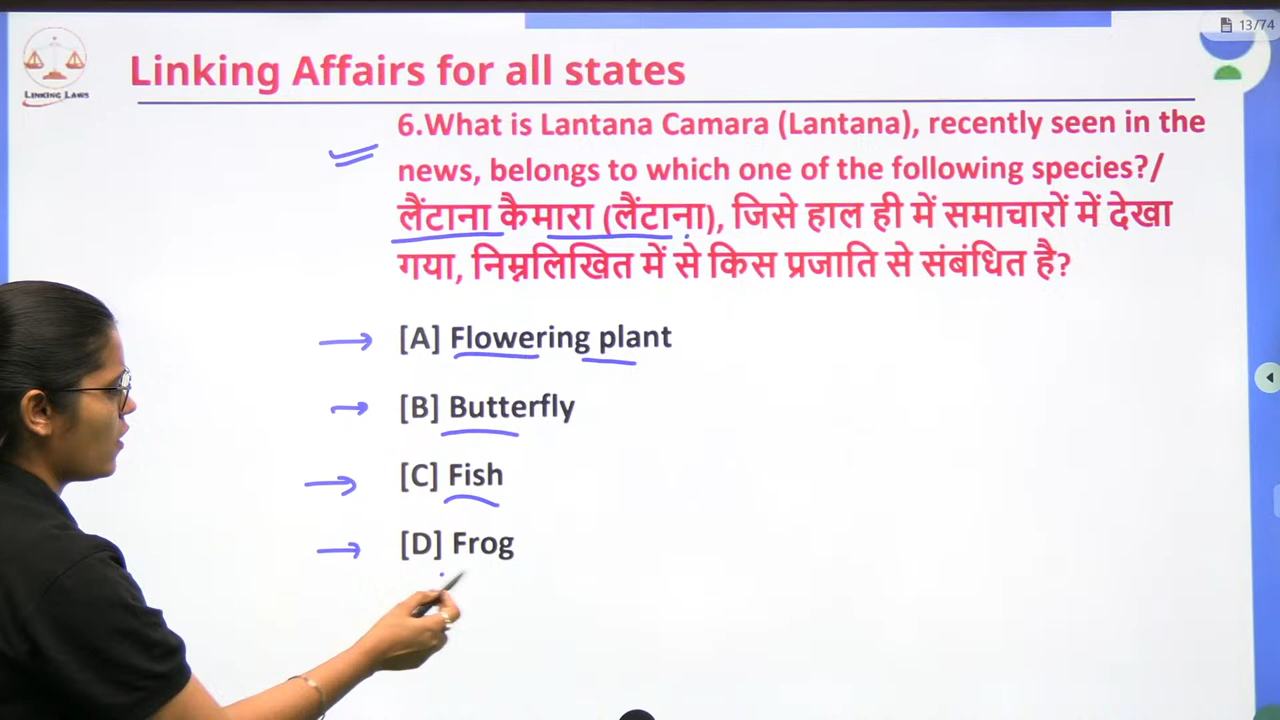 13/74
LINKING LAWS
Linking Affairs for all states
6.What is Lantana Camara (Lantana), recently seen in the
news, belongs to which one of the following species?/
लैंटाना कैमारा (लैंटाना), जिसे हाल ही में समाचारों में देखा
गया, निम्नलिखित में से किस प्रजाति से संबंधित है?
[A] Flowering plant
[B] Butterfly
[C] Fish
[D] Frog